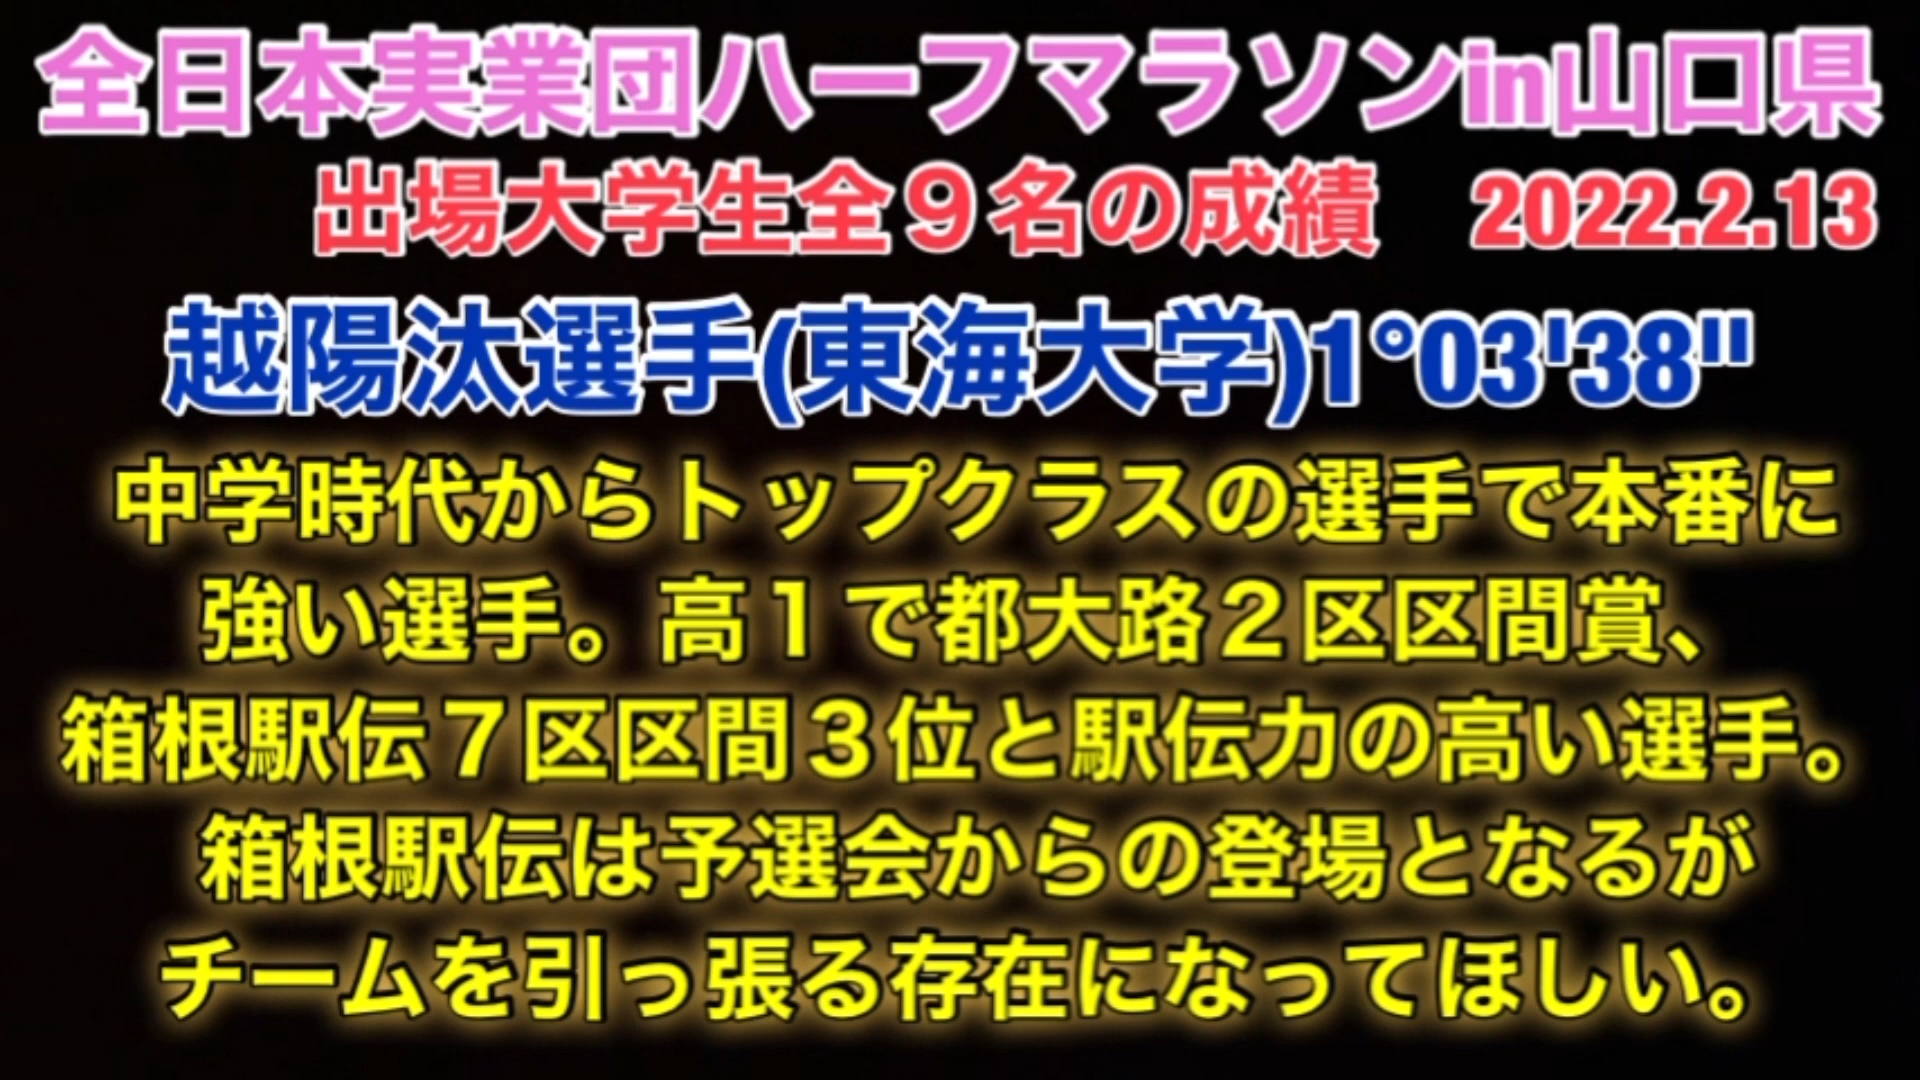 全日本実業団ハーフマラソンin山口県
出場大学生全９名の成績　2022.2.13
越陽汰選手(東海大学)1°03'38"
中学時代からトップクラスの選手で本番に
強い選手。高１で都大路２区区間賞、
箱根駅伝７区区間３位と駅伝力の高い選手。
箱根駅伝は予選会からの登場となるが
チームを引っ張る存在になってほしい。